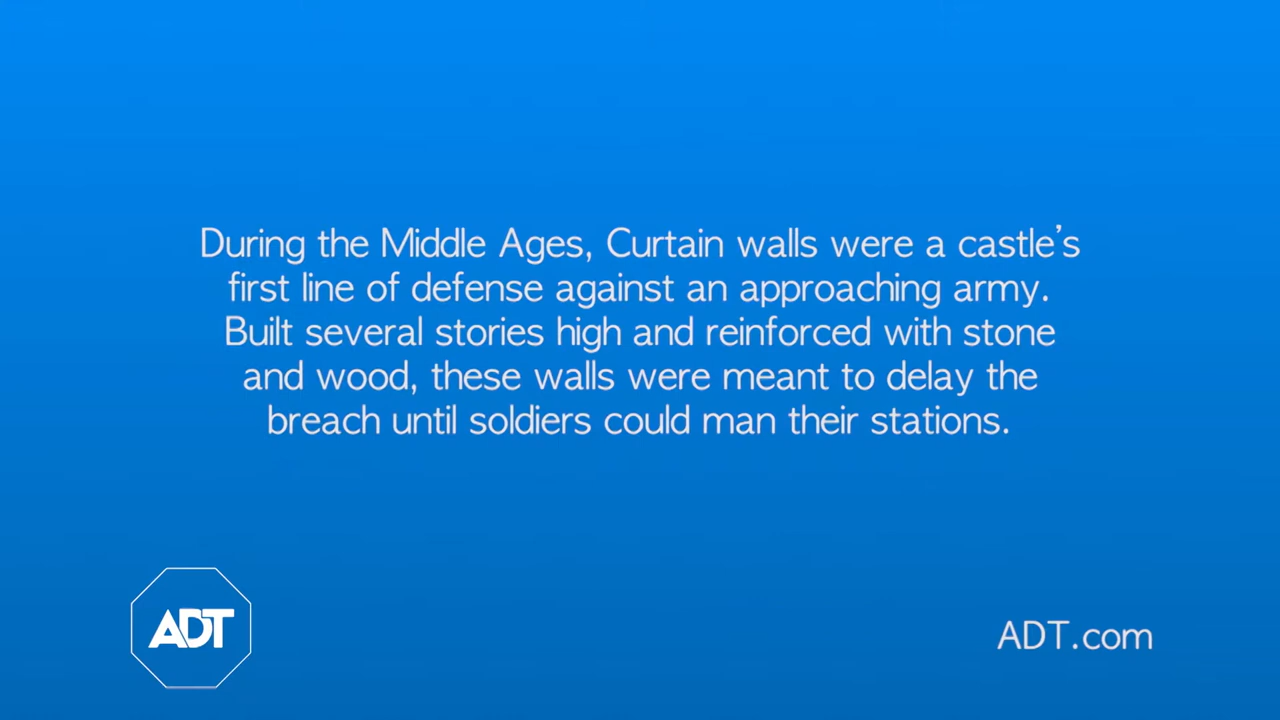 During the Middle Ages, Curtain walls were a castle’s
first line of defense against an approaching army.
Built several stories high and reinforced with stone
and wood, these walls were meant to delay the
breach until soldiers could man their stations.
ADT
ADT.com